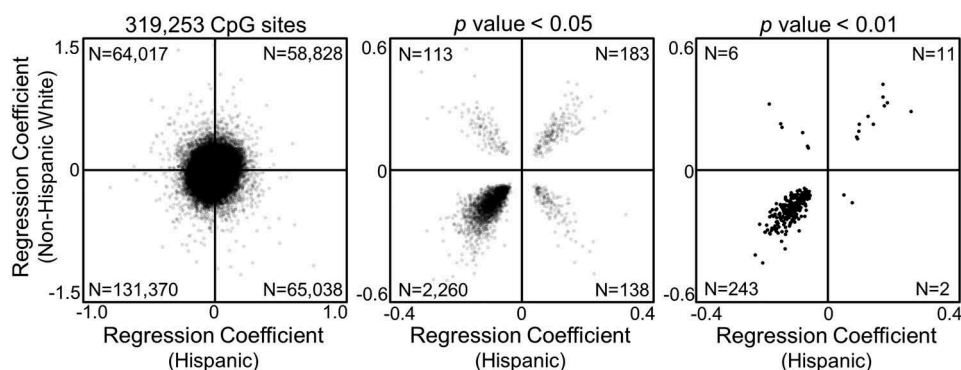 319,253 CpG sites
p value < 0.05
p value < 0.01
Regression Coefficient
(Non-Hispanic White)
1.5
0
-1.5
N=64,017
N=58,828
N=131,370
N=65,038
-1.0
0
1.0
Regression Coefficient
(Hispanic)
0.6
0
-0.6
N=113
N=183
N=2,260
N=138
-0.4
0
0.4
Regression Coefficient
(Hispanic)
0.6
0
-0.6
N=6
N=11
N=243
N=2
-0.4
0
0.4
Regression Coefficient
(Hispanic)